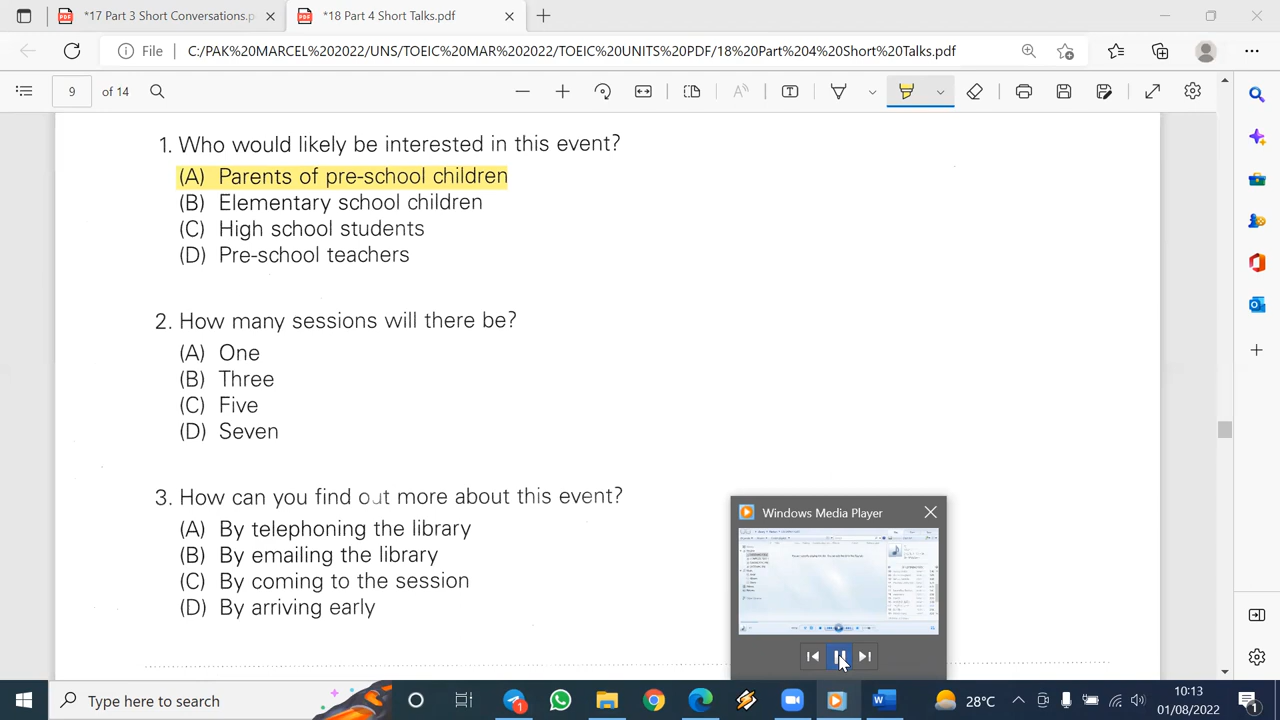 *17 Part 3 Short Conversations.p
*18 Part 4 Short Talks.pdf
File
C:/PAK%20MARCEL%202022/UNS/TOEIC%20MAR%202022/TOEIC%20UNITS%20PDF/18%20Part%204%20Short%20Talks.pdf
9 of 14
1. Who would likely be interested in this event?
(A) Parents of pre-school children
(B) Elementary school children
(C) High school students
(D) Pre-school teachers
2. How many sessions will there be?
(A) One
(B) Three
(C) Five
(D) Seven
3. How can you find out more about this event?
(A) By telephoning the library
(B) By emailing the library
(C) By coming to the session
(D) By arriving early
Windows Media Player
Type here to search
1
28°C
10:13
01/08/2022
1